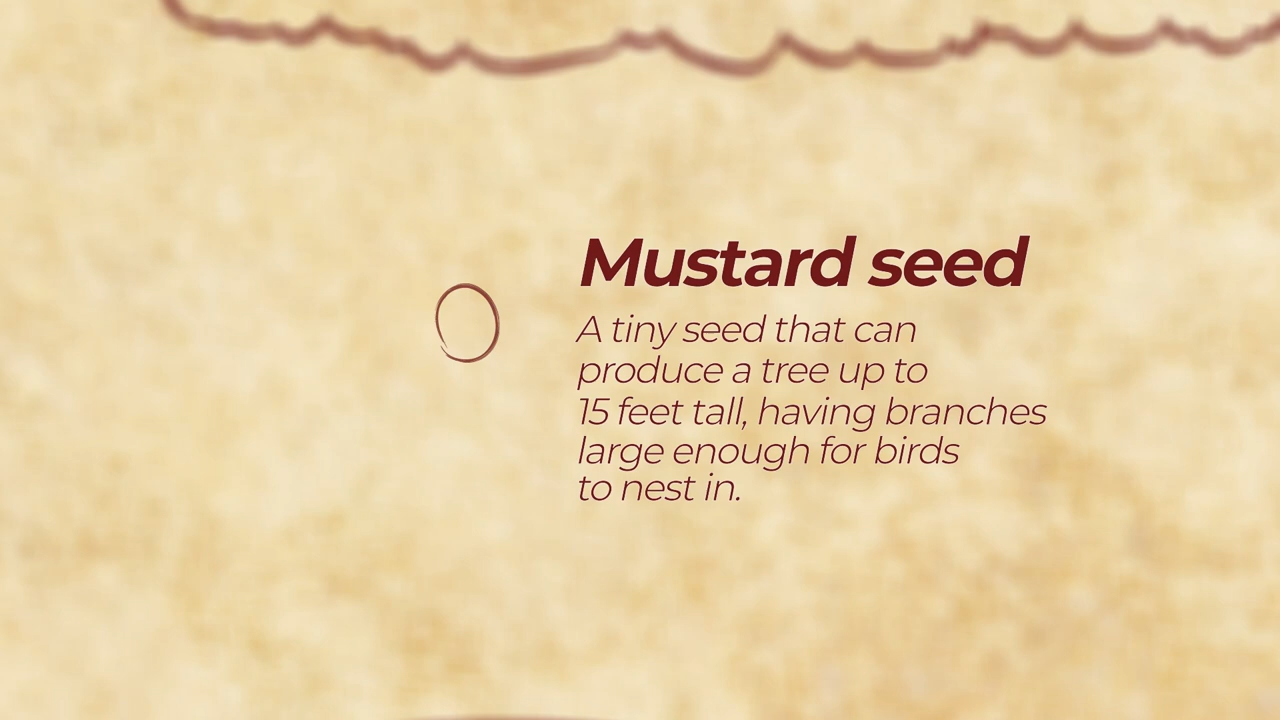 Mustard seed
A tiny seed that can
produce a tree up to
15 feet tall, having branches
large enough for birds
to nest in.